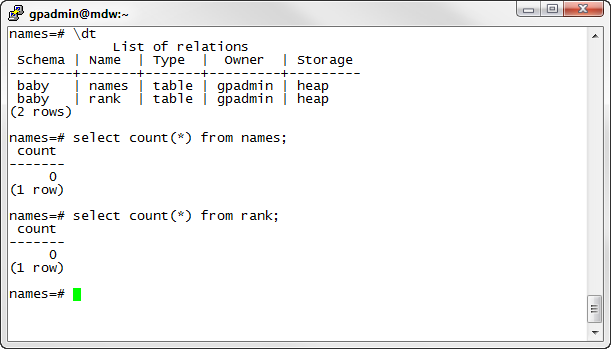 gpadmin@mdw:~
names=# \dt
List of relations
Schema | Name | Type | Owner | Storage
--------+-------+-------+---------+---------
baby | names | table | gpadmin | heap
baby | rank | table | gpadmin | heap
(2 rows)
names=# select count(*) from names;
count
-------
0
(1 row)
names=# select count(*) from rank;
count
-------
0
(1 row)
names=#